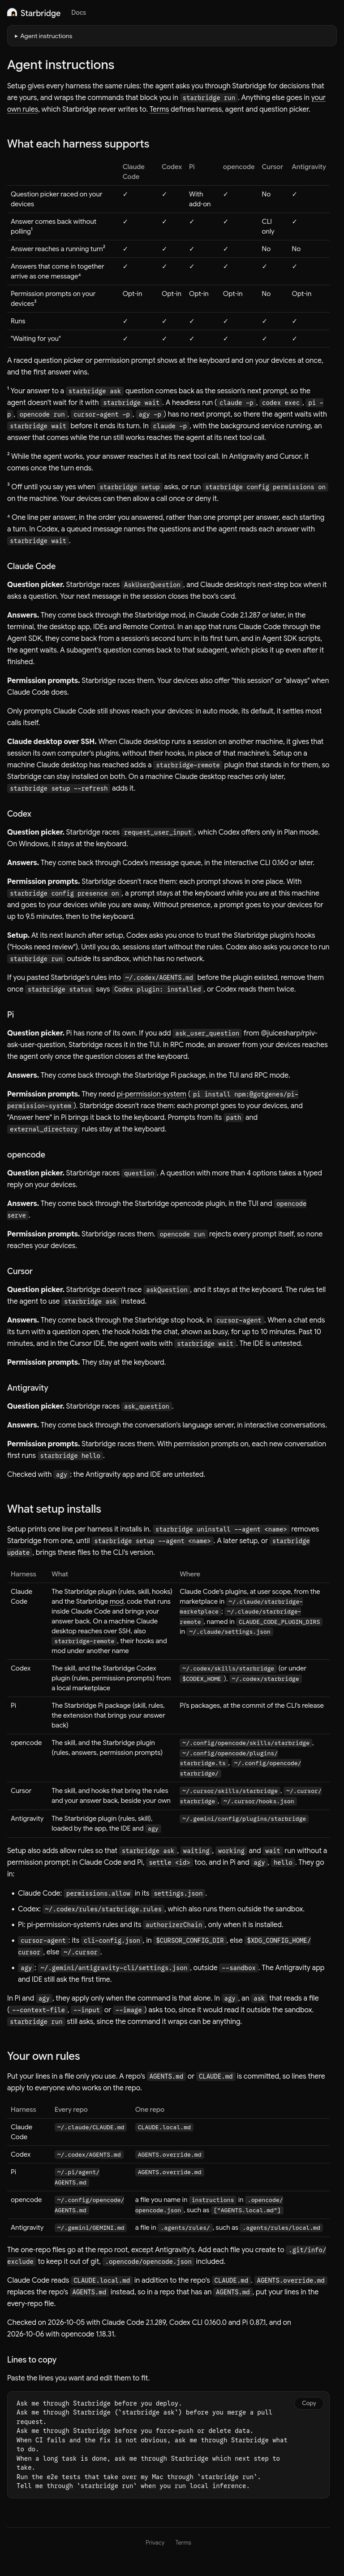 Starbridge Docs
▸ Agent instructions
Agent instructions
Setup gives every harness the same rules: the agent asks you through Starbridge for decisions that
are yours, and wraps the commands that block you in starbridge run. Anything else goes in your
own rules, which Starbridge never writes to. Terms defines harness, agent and question picker.
What each harness supports
Claude Code Codex Pi opencode Cursor Antigravity
Question picker raced on your devices ✓ ✓ With add-on ✓ No ✓
Answer comes back without polling¹ ✓ ✓ ✓ ✓ CLI only ✓
Answer reaches a running turn² ✓ ✓ ✓ ✓ No No
Answers that come in together arrive as one message⁴ ✓ ✓ ✓ ✓ ✓ ✓
Permission prompts on your devices³ Opt-in Opt-in Opt-in Opt-in No Opt-in
Runs ✓ ✓ ✓ ✓ ✓ ✓
"Waiting for you" ✓ ✓ ✓ ✓ ✓ ✓
A raced question picker or permission prompt shows at the keyboard and on your devices at once,
and the first answer wins.
¹ Your answer to a starbridge ask question comes back as the session's next prompt, so the
agent doesn't wait for it with starbridge wait. A headless run (claude -p, codex exec, pi -
p, opencode run, cursor-agent -p, agy -p) has no next prompt, so there the agent waits with
starbridge wait before it ends its turn. In claude -p, with the background service running, an
answer that comes while the run still works reaches the agent at its next tool call.
² While the agent works, your answer reaches it at its next tool call. In Antigravity and Cursor, it
comes once the turn ends.
³ Off until you say yes when starbridge setup asks, or run starbridge config permissions on
on the machine. Your devices can then allow a call once or deny it.
⁴ One line per answer, in the order you answered, rather than one prompt per answer, each starting
a turn. In Codex, a queued message names the questions and the agent reads each answer with
starbridge wait.
Claude Code
Question picker. Starbridge races AskUserQuestion, and Claude desktop's next-step box when it
asks a question. Your next message in the session closes the box's card.
Answers. They come back through the Starbridge mod, in Claude Code 2.1.287 or later, in the
terminal, the desktop app, IDEs and Remote Control. In an app that runs Claude Code through the
Agent SDK, they come back from a session's second turn; in its first turn, and in Agent SDK scripts,
the agent waits. A subagent's question comes back to that subagent, which picks it up even after it
finished.
Permission prompts. Starbridge races them. Your devices also offer "this session" or "always" when
Claude Code does.
Only prompts Claude Code still shows reach your devices: in auto mode, its default, it settles most
calls itself.
Claude desktop over SSH. When Claude desktop runs a session on another machine, it gives that
session its own computer's plugins, without their hooks, in place of that machine's. Setup on a
machine Claude desktop has reached adds a starbridge-remote plugin that stands in for them, so
Starbridge can stay installed on both. On a machine Claude desktop reaches only later,
starbridge setup --refresh adds it.
Codex
Question picker. Starbridge races request_user_input, which Codex offers only in Plan mode.
On Windows, it stays at the keyboard.
Answers. They come back through Codex's message queue, in the interactive CLI 0.160 or later.
Permission prompts. Starbridge doesn't race them: each prompt shows in one place. With
starbridge config presence on, a prompt stays at the keyboard while you are at this machine
and goes to your devices while you are away. Without presence, a prompt goes to your devices for
up to 9.5 minutes, then to the keyboard.
Setup. At its next launch after setup, Codex asks you once to trust the Starbridge plugin's hooks
("Hooks need review"). Until you do, sessions start without the rules. Codex also asks you once to run
starbridge run outside its sandbox, which has no network.
If you pasted Starbridge's rules into ~/.codex/AGENTS.md before the plugin existed, remove them
once starbridge status says Codex plugin: installed, or Codex reads them twice.
Pi
Question picker. Pi has none of its own. If you add ask_user_question from @juicesharp/rpiv-
ask-user-question, Starbridge races it in the TUI. In RPC mode, an answer from your devices reaches
the agent only once the question closes at the keyboard.
Answers. They come back through the Starbridge Pi package, in the TUI and RPC mode.
Permission prompts. They need pi-permission-system (pi install npm:@gotgenes/pi-
permission-system). Starbridge doesn't race them: each prompt goes to your devices, and
"Answer here" in Pi brings it back to the keyboard. Prompts from its path and
external_directory rules stay at the keyboard.
opencode
Question picker. Starbridge races question. A question with more than 4 options takes a typed
reply on your devices.
Answers. They come back through the Starbridge opencode plugin, in the TUI and opencode
serve.
Permission prompts. Starbridge races them. opencode run rejects every prompt itself, so none
reaches your devices.
Cursor
Question picker. Starbridge doesn't race askQuestion, and it stays at the keyboard. The rules tell
the agent to use starbridge ask instead.
Answers. They come back through the Starbridge stop hook, in cursor-agent. When a chat ends
its turn with a question open, the hook holds the chat, shown as busy, for up to 10 minutes. Past 10
minutes, and in the Cursor IDE, the agent waits with starbridge wait. The IDE is untested.
Permission prompts. They stay at the keyboard.
Antigravity
Question picker. Starbridge races ask_question.
Answers. They come back through the conversation's language server, in interactive conversations.
Permission prompts. Starbridge races them. With permission prompts on, each new conversation
first runs starbridge hello.
Checked with agy; the Antigravity app and IDE are untested.
What setup installs
Setup prints one line per harness it installs in. starbridge uninstall --agent <name> removes
Starbridge from one, until starbridge setup --agent <name>. A later setup, or starbridge
update, brings these files to the CLI's version.
Harness What Where
Claude Code The Starbridge plugin (rules, skill, hooks) and the Starbridge mod, that runs inside Claude Code and brings your answer back. On a machine Claude desktop reaches over SSH, also starbridge-remote, their hooks and mod under another name Claude Code's plugins, at user scope, from the marketplace in ~/.claude/starbridge-marketplace; ~/.claude/starbridge-remote, named in CLAUDE_CODE_PLUGIN_DIRS in ~/.claude/settings.json
Codex The skill, and the Starbridge Codex plugin (rules, permission prompts) from a local marketplace ~/.codex/skills/starbridge (or under $CODEX_HOME), ~/.codex/starbridge
Pi The Starbridge Pi package (skill, rules, the extension that brings your answer back) Pi's packages, at the commit of the CLI's release
opencode The skill, and the Starbridge plugin (rules, answers, permission prompts) ~/.config/opencode/skills/starbridge, ~/.config/opencode/plugins/starbridge.ts, ~/.config/opencode/starbridge/
Cursor The skill, and hooks that bring the rules and your answer back, beside your own ~/.cursor/skills/starbridge, ~/.cursor/starbridge, ~/.cursor/hooks.json
Antigravity The Starbridge plugin (rules, skill), loaded by the app, the IDE and agy ~/.gemini/config/plugins/starbridge
Setup also adds allow rules so that starbridge ask, waiting, working and wait run without a
permission prompt; in Claude Code and Pi, settle <id> too, and in Pi and agy, hello. They go
in:
• Claude Code: permissions.allow in its settings.json.
• Codex: ~/.codex/rules/starbridge.rules, which also runs them outside the sandbox.
• Pi: pi-permission-system's rules and its authorizerChain, only when it is installed.
• cursor-agent: its cli-config.json, in $CURSOR_CONFIG_DIR, else $XDG_CONFIG_HOME/
cursor, else ~/.cursor.
• agy: ~/.gemini/antigravity-cli/settings.json, outside --sandbox. The Antigravity app
and IDE still ask the first time.
In Pi and agy, they apply only when the command is that alone. In agy, an ask that reads a file
(--context-file, --input or --image) asks too, since it would read it outside the sandbox.
starbridge run still asks, since the command it wraps can be anything.
Your own rules
Put your lines in a file only you use. A repo's AGENTS.md or CLAUDE.md is committed, so lines there
apply to everyone who works on the repo.
Harness Every repo One repo
Claude Code ~/.claude/CLAUDE.md CLAUDE.local.md
Codex ~/.codex/AGENTS.md AGENTS.override.md
Pi ~/.pi/agent/AGENTS.md AGENTS.override.md
opencode ~/.config/opencode/AGENTS.md a file you name in instructions in .opencode/opencode.json, such as ["AGENTS.local.md"]
Antigravity ~/.gemini/GEMINI.md a file in .agents/rules/, such as .agents/rules/local.md
The one-repo files go at the repo root, except Antigravity's. Add each file you create to .git/info/
exclude to keep it out of git, .opencode/opencode.json included.
Claude Code reads CLAUDE.local.md in addition to the repo's CLAUDE.md. AGENTS.override.md
replaces the repo's AGENTS.md instead, so in a repo that has an AGENTS.md, put your lines in the
every-repo file.
Checked on 2026-10-05 with Claude Code 2.1.289, Codex CLI 0.160.0 and Pi 0.87.1, and on
2026-10-06 with opencode 1.18.31.
Lines to copy
Paste the lines you want and edit them to fit.
Copy
Ask me through Starbridge before you deploy.
Ask me through Starbridge (`starbridge ask`) before you merge a pull
request.
Ask me through Starbridge before you force-push or delete data.
When CI fails and the fix is not obvious, ask me through Starbridge what
to do.
When a long task is done, ask me through Starbridge which next step to
take.
Run the e2e tests that take over my Mac through `starbridge run`.
Tell me through `starbridge run` when you run local inference.
Privacy Terms